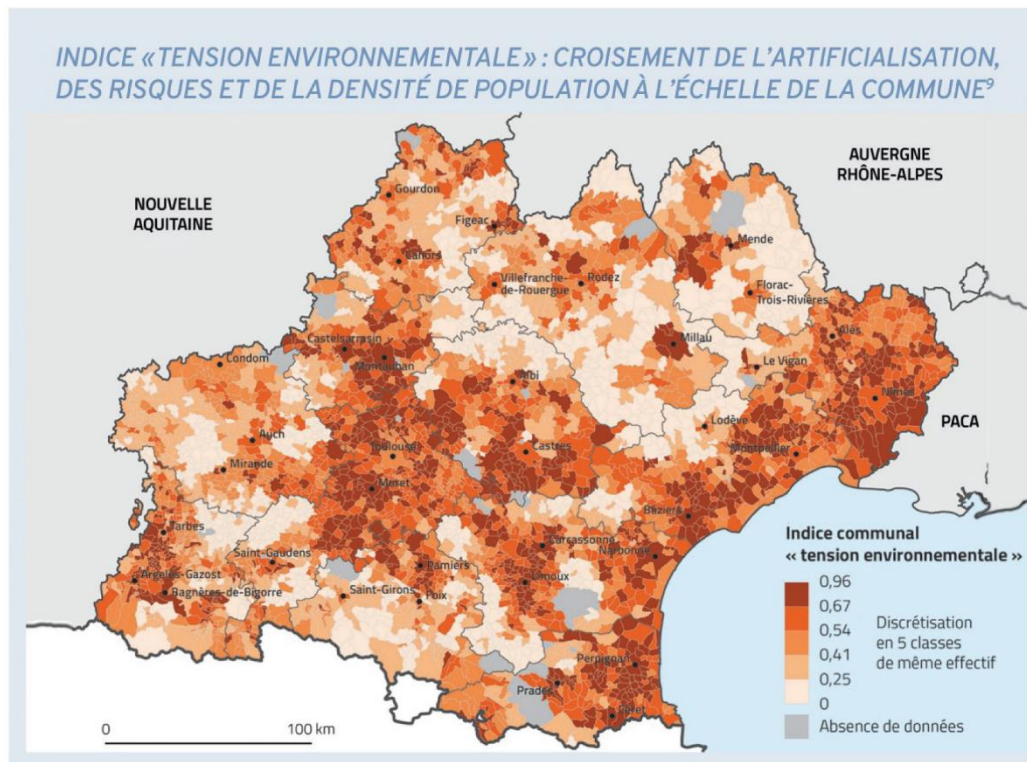 INDICE «TENSION ENVIRONNEMENTALE» : CROISEMENT DE L'ARTIFICIALISATION,
DES RISQUES ET DE LA DENSITÉ DE POPULATION À L'ÉCHELLE DE LA COMMUNE⁹
AUVERGNE
RHÔNE-ALPES
NOUVELLE
AQUITAINE
Gourdon
Figeac
Mende
Cahors
Villefranche-
de-Rouergue
Rodez
Florac-
Trois-Rivières
Castelsarrasin
Millau
Alès
Condom
Montauban
Le Vigan
Albi
Nîmes
Lodève
PACA
Auch
Toulouse
Castres
Montpellier
Mirande
Muret
Béziers
Tarbes
Carcassonne
Narbonne
Saint-Gaudens
Pamiers
Argelès-Gazost
Limoux
Bagnères-de-Bigorre
Saint-Girons
Foix
Perpignan
Prades
Céret
Indice communal
« tension environnementale »
0,96
0,67
0,54
0,41
0,25
0
Discrétisation
en 5 classes
de même effectif
Absence de données
0
100 km